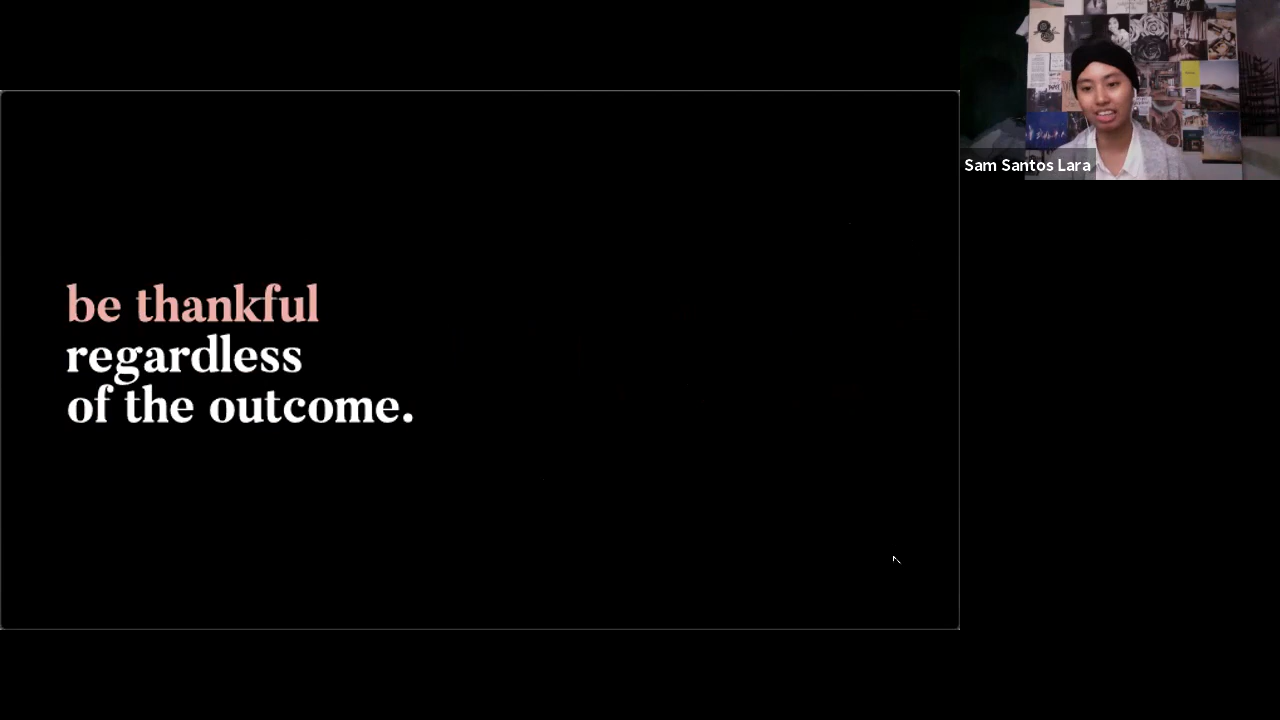 be thankful
regardless
of the outcome.
Sam Santos Lara